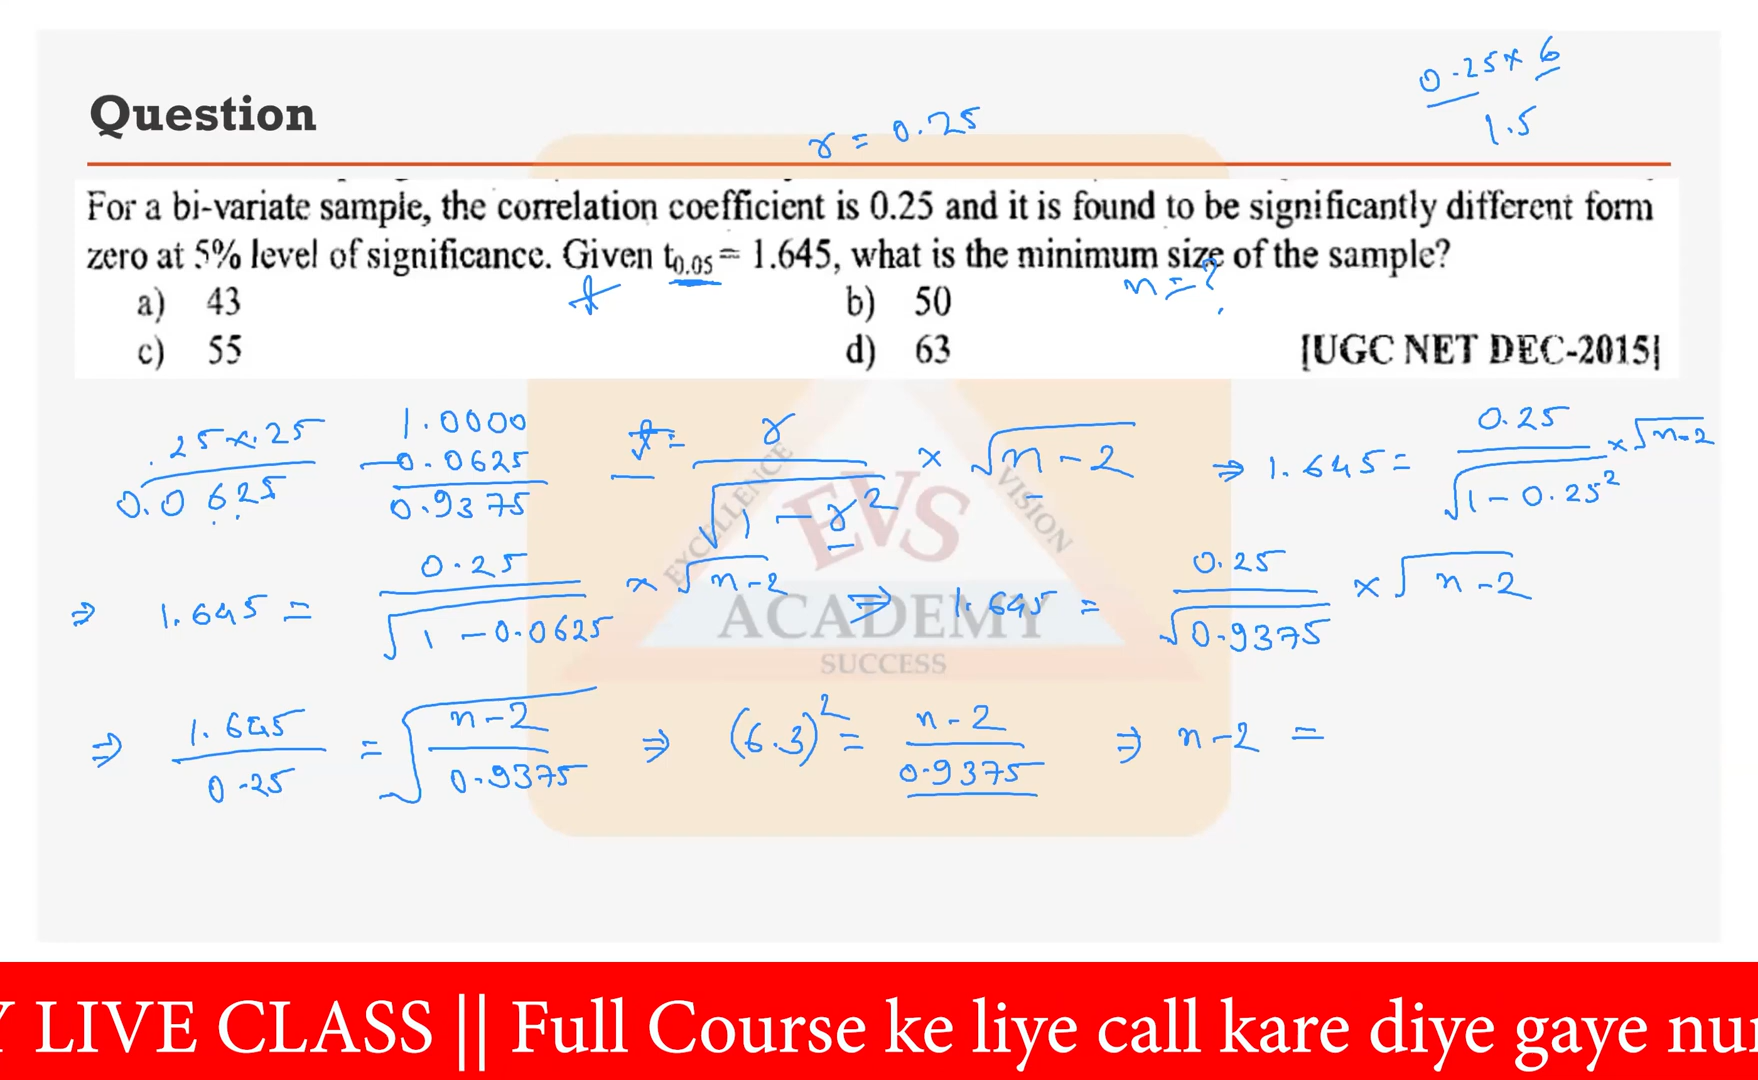 0.25 × 6
1.5
Question
r = 0.25
For a bi-variate sample, the correlation coefficient is 0.25 and it is found to be significantly different form
zero at 5% level of significance. Given t0.05 = 1.645, what is the minimum size of the sample?
t
n = ?
a) 43 b) 50
c) 55 d) 63 [UGC NET DEC-2015]
.25 × .25
0.0625
1.0000
- 0.0625
0.9375
t = r / √(1 - r²) × √(n - 2) ⇒ 1.645 = 0.25 / √(1 - 0.25²) × √(n-2)
⇒ 1.645 = 0.25 / √(1 - 0.0625) × √(n-2) ⇒ 1.645 = 0.25 / √0.9375 × √(n-2)
⇒ 1.645 / 0.25 = √((n-2) / 0.9375) ⇒ (6.3)² = (n-2) / 0.9375 ⇒ n-2 =
EXCELLENCE
VISION
EVS
ACADEMY
SUCCESS
Y LIVE CLASS || Full Course ke liye call kare diye gaye nu